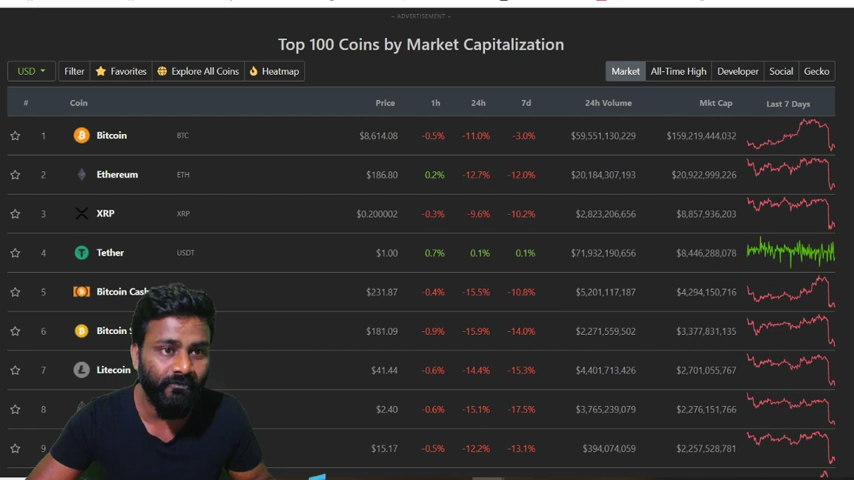 – ADVERTISEMENT –
Top 100 Coins by Market Capitalization
USD Filter Favorites Explore All Coins Heatmap Market All-Time High Developer Social Gecko
# Coin Price 1h 24h 7d 24h Volume Mkt Cap Last 7 Days
1 Bitcoin BTC $8,614.08 -0.5% -11.0% -3.0% $59,551,130,229 $159,219,444,032
2 Ethereum ETH $186.80 0.2% -12.7% -12.0% $20,184,307,193 $20,922,999,226
3 XRP XRP $0.200002 -0.3% -9.6% -10.2% $2,823,206,656 $8,857,936,203
4 Tether USDT $1.00 0.7% 0.1% 0.1% $71,932,190,656 $8,446,288,078
5 Bitcoin Cash $231.87 -0.4% -15.5% -10.8% $5,201,117,187 $4,294,150,716
6 Bitcoin S $181.09 -0.9% -15.9% -14.0% $2,271,559,502 $3,377,831,135
7 Litecoin $41.44 -0.6% -14.4% -15.3% $4,401,713,426 $2,701,055,767
8 $2.40 -0.6% -15.1% -17.5% $3,765,239,079 $2,276,151,766
9 $15.17 -0.5% -12.2% -13.1% $394,074,059 $2,257,528,781